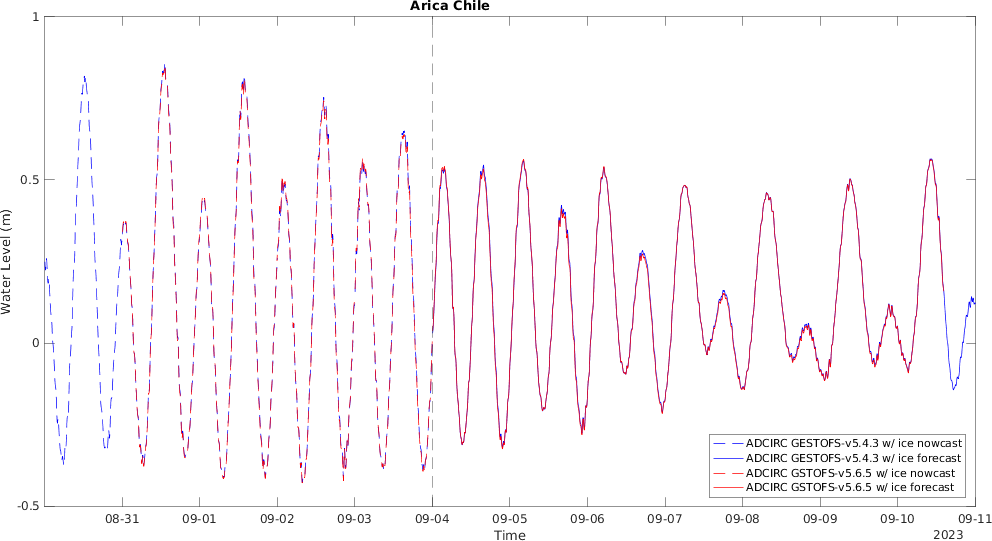 Arica Chile
1
0.5
0
-0.5
Water Level (m)
08-31
09-01
09-02
09-03
09-04
09-05
09-06
09-07
09-08
09-09
09-10
09-11
Time
2023
ADCIRC GESTOFS-v5.4.3 w/ ice nowcast
ADCIRC GESTOFS-v5.4.3 w/ ice forecast
ADCIRC GSTOFS-v5.6.5 w/ ice nowcast
ADCIRC GSTOFS-v5.6.5 w/ ice forecast